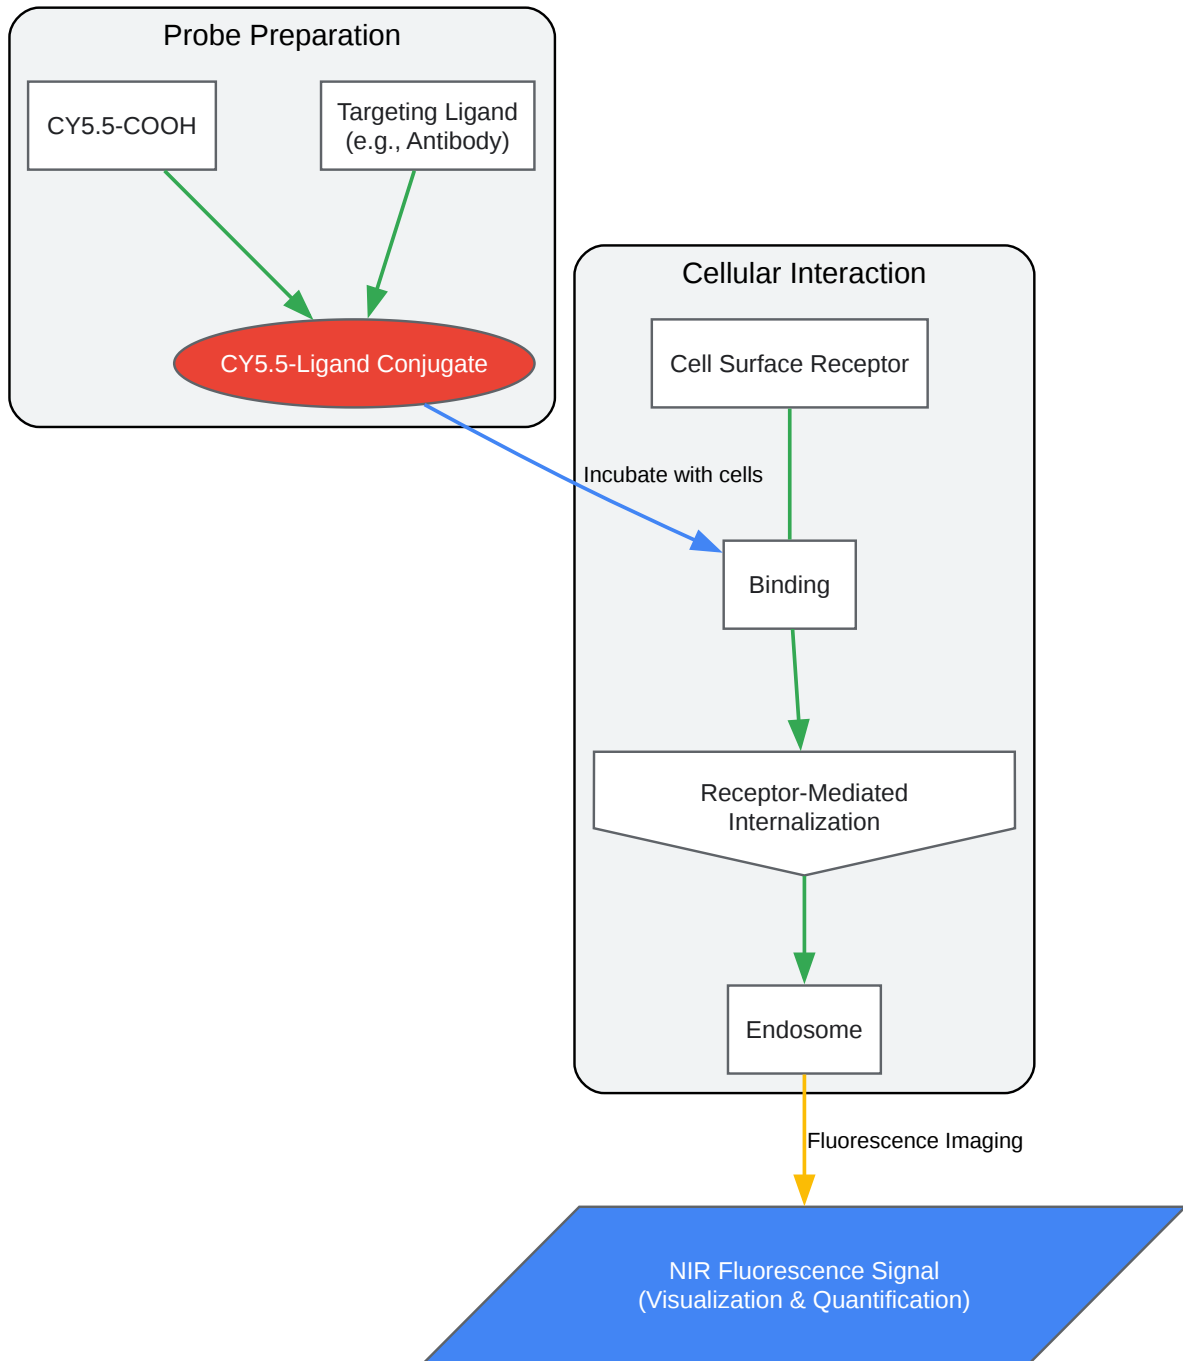 Probe Preparation
CY5.5-COOH
Targeting Ligand
(e.g., Antibody)
CY5.5-Ligand Conjugate
Cellular Interaction
Cell Surface Receptor
Incubate with cells
Binding
Receptor-Mediated
Internalization
Endosome
Fluorescence Imaging
NIR Fluorescence Signal
(Visualization & Quantification)